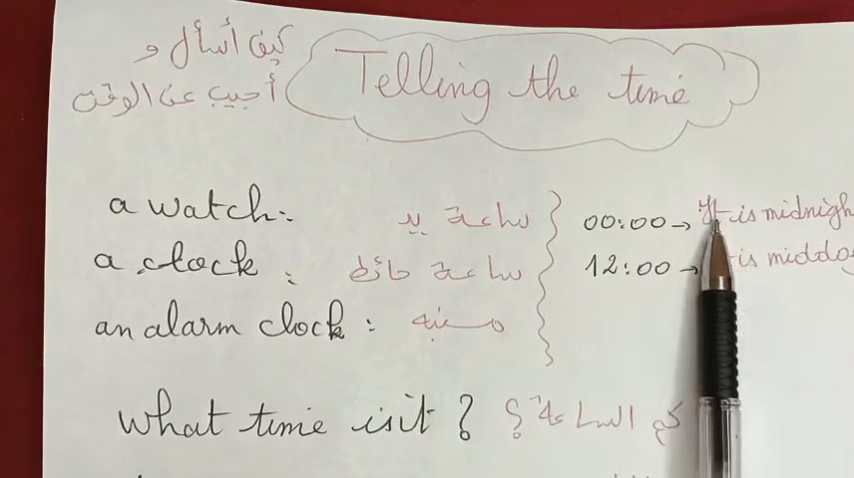 كيف أسأل و
أجيب عن الوقت
Telling the time
a watch: ساعة يد
a clock : ساعة حائط
an alarm clock : منبه
00:00 → It is midnigh
12:00 → is midday
what time is it ? كم الساعة؟